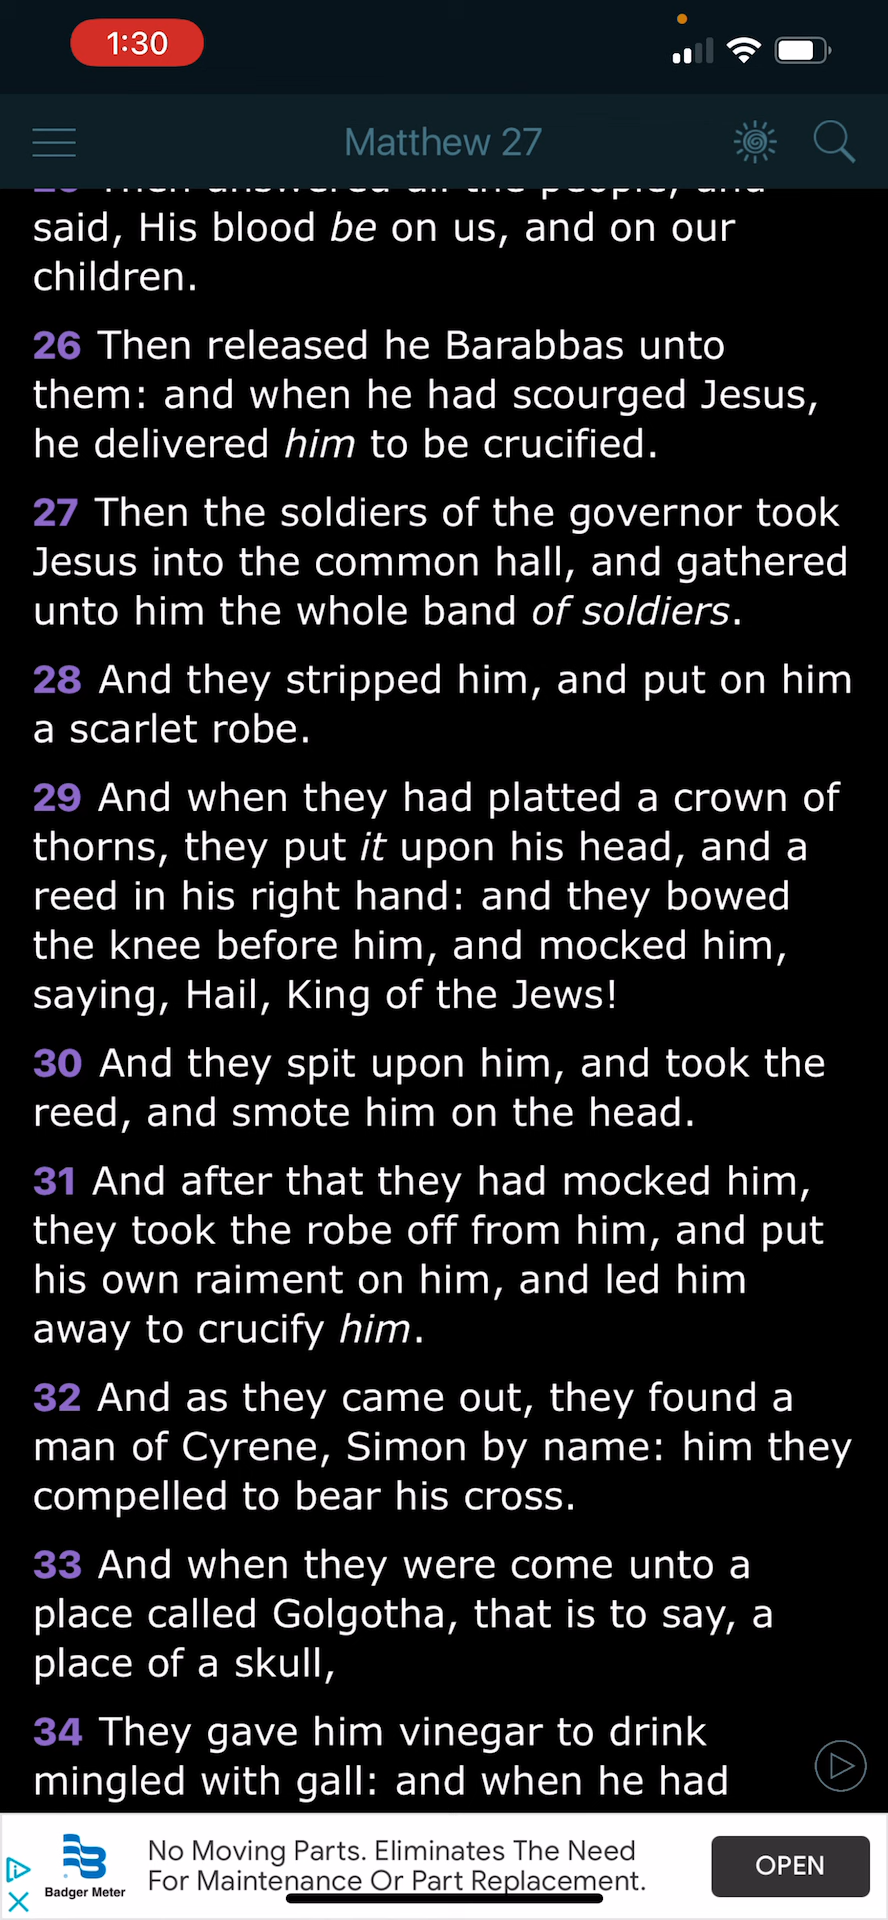 1:30
Matthew 27
said, His blood be on us, and on our
children.
26 Then released he Barabbas unto
them: and when he had scourged Jesus,
he delivered him to be crucified.
27 Then the soldiers of the governor took
Jesus into the common hall, and gathered
unto him the whole band of soldiers.
28 And they stripped him, and put on him
a scarlet robe.
29 And when they had platted a crown of
thorns, they put it upon his head, and a
reed in his right hand: and they bowed
the knee before him, and mocked him,
saying, Hail, King of the Jews!
30 And they spit upon him, and took the
reed, and smote him on the head.
31 And after that they had mocked him,
they took the robe off from him, and put
his own raiment on him, and led him
away to crucify him.
32 And as they came out, they found a
man of Cyrene, Simon by name: him they
compelled to bear his cross.
33 And when they were come unto a
place called Golgotha, that is to say, a
place of a skull,
34 They gave him vinegar to drink
mingled with gall: and when he had
No Moving Parts. Eliminates The Need
For Maintenance Or Part Replacement.
Badger Meter
OPEN